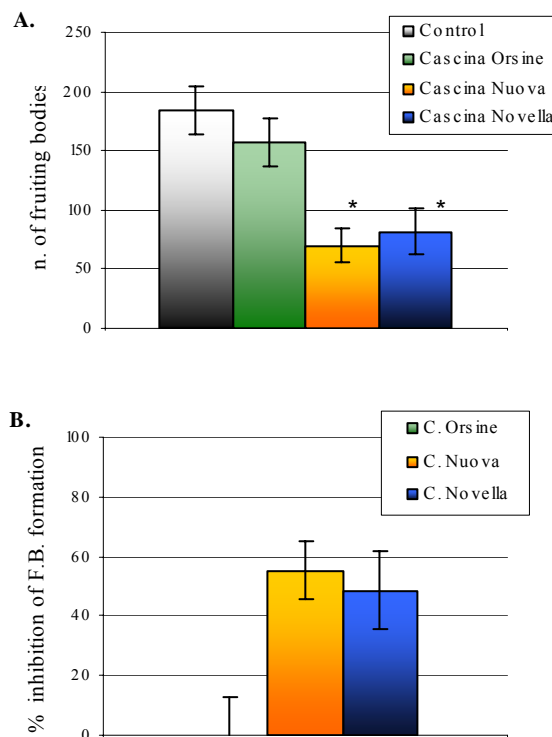 A.
n. of fruiting bodies
250
200
150
100
50
0
Control
Cascina Orsine
Cascina Nuova
Cascina Novella
*
*
B.
% inhibition of F.B. formation
100
80
60
40
20
0
C. Orsine
C. Nuova
C. Novella